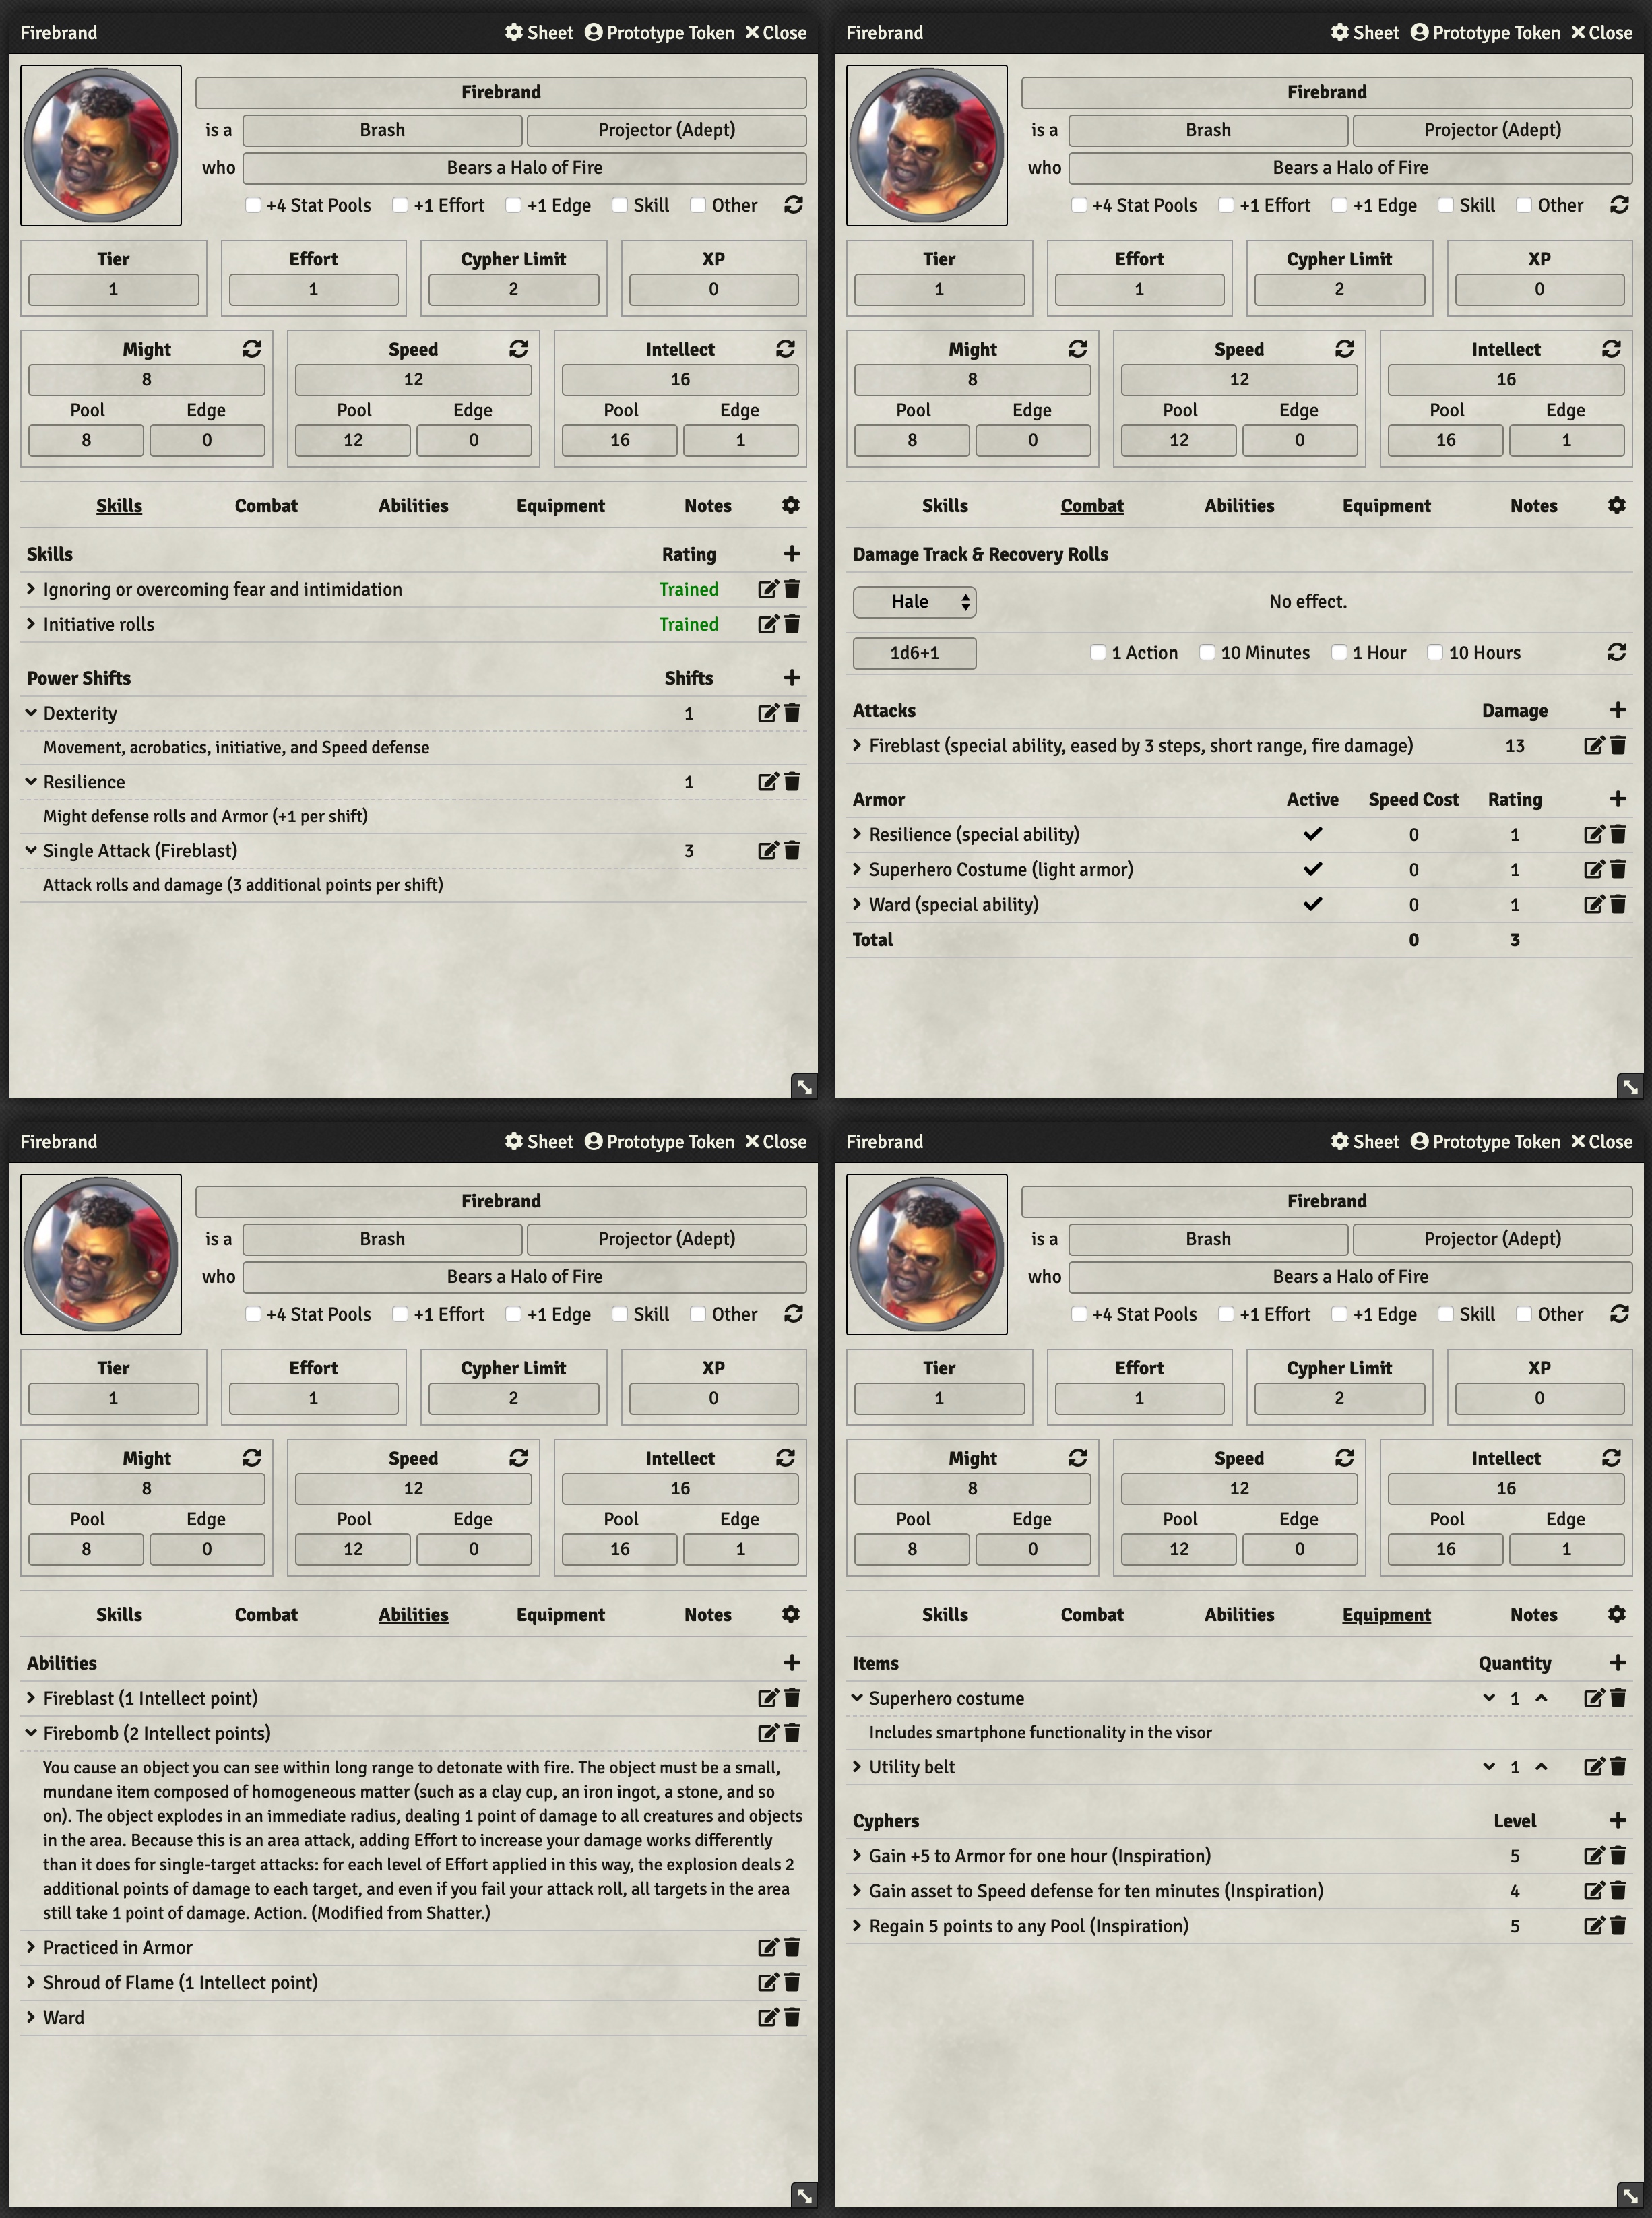 Firebrand Sheet Prototype Token Close
Firebrand
is a Brash Projector (Adept)
who Bears a Halo of Fire
+4 Stat Pools +1 Effort +1 Edge Skill Other
Tier Effort Cypher Limit XP
1 1 2 0
Might Speed Intellect
8 12 16
Pool Edge Pool Edge Pool Edge
8 0 12 0 16 1
Skills Combat Abilities Equipment Notes
Skills Rating
Ignoring or overcoming fear and intimidation Trained
Initiative rolls Trained
Power Shifts Shifts
Dexterity 1
Movement, acrobatics, initiative, and Speed defense
Resilience 1
Might defense rolls and Armor (+1 per shift)
Single Attack (Fireblast) 3
Attack rolls and damage (3 additional points per shift)
Firebrand Sheet Prototype Token Close
Firebrand
is a Brash Projector (Adept)
who Bears a Halo of Fire
+4 Stat Pools +1 Effort +1 Edge Skill Other
Tier Effort Cypher Limit XP
1 1 2 0
Might Speed Intellect
8 12 16
Pool Edge Pool Edge Pool Edge
8 0 12 0 16 1
Skills Combat Abilities Equipment Notes
Damage Track & Recovery Rolls
Hale No effect.
1d6+1 1 Action 10 Minutes 1 Hour 10 Hours
Attacks Damage
Fireblast (special ability, eased by 3 steps, short range, fire damage) 13
Armor Active Speed Cost Rating
Resilience (special ability) 0 1
Superhero Costume (light armor) 0 1
Ward (special ability) 0 1
Total 0 3
Firebrand Sheet Prototype Token Close
Firebrand
is a Brash Projector (Adept)
who Bears a Halo of Fire
+4 Stat Pools +1 Effort +1 Edge Skill Other
Tier Effort Cypher Limit XP
1 1 2 0
Might Speed Intellect
8 12 16
Pool Edge Pool Edge Pool Edge
8 0 12 0 16 1
Skills Combat Abilities Equipment Notes
Abilities
Fireblast (1 Intellect point)
Firebomb (2 Intellect points)
You cause an object you can see within long range to detonate with fire. The object must be a small,
mundane item composed of homogeneous matter (such as a clay cup, an iron ingot, a stone, and so
on). The object explodes in an immediate radius, dealing 1 point of damage to all creatures and objects
in the area. Because this is an area attack, adding Effort to increase your damage works differently
than it does for single-target attacks: for each level of Effort applied in this way, the explosion deals 2
additional points of damage to each target, and even if you fail your attack roll, all targets in the area
still take 1 point of damage. Action. (Modified from Shatter.)
Practiced in Armor
Shroud of Flame (1 Intellect point)
Ward
Firebrand Sheet Prototype Token Close
Firebrand
is a Brash Projector (Adept)
who Bears a Halo of Fire
+4 Stat Pools +1 Effort +1 Edge Skill Other
Tier Effort Cypher Limit XP
1 1 2 0
Might Speed Intellect
8 12 16
Pool Edge Pool Edge Pool Edge
8 0 12 0 16 1
Skills Combat Abilities Equipment Notes
Items Quantity
Superhero costume 1
Includes smartphone functionality in the visor
Utility belt 1
Cyphers Level
Gain +5 to Armor for one hour (Inspiration) 5
Gain asset to Speed defense for ten minutes (Inspiration) 4
Regain 5 points to any Pool (Inspiration) 5